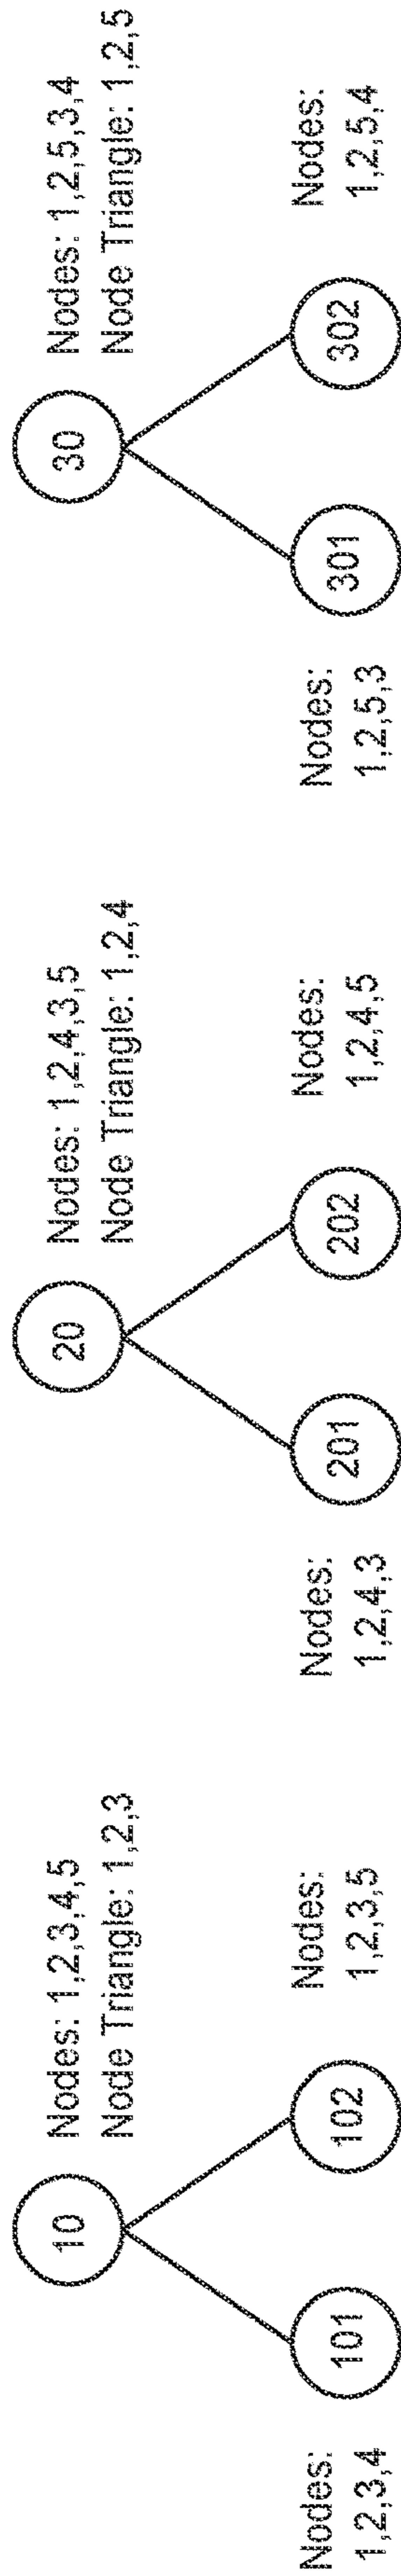 10
Nodes: 1,2,3,4,5
Node Triangle: 1,2,3
Nodes:
1,2,3,4
101
102
Nodes:
1,2,3,5
20
Nodes: 1,2,4,3,5
Node Triangle: 1,2,4
Nodes:
1,2,4,3
201
202
Nodes:
1,2,4,5
30
Nodes: 1,2,5,3,4
Node Triangle: 1,2,5
Nodes:
1,2,5,3
301
302
Nodes:
1,2,5,4